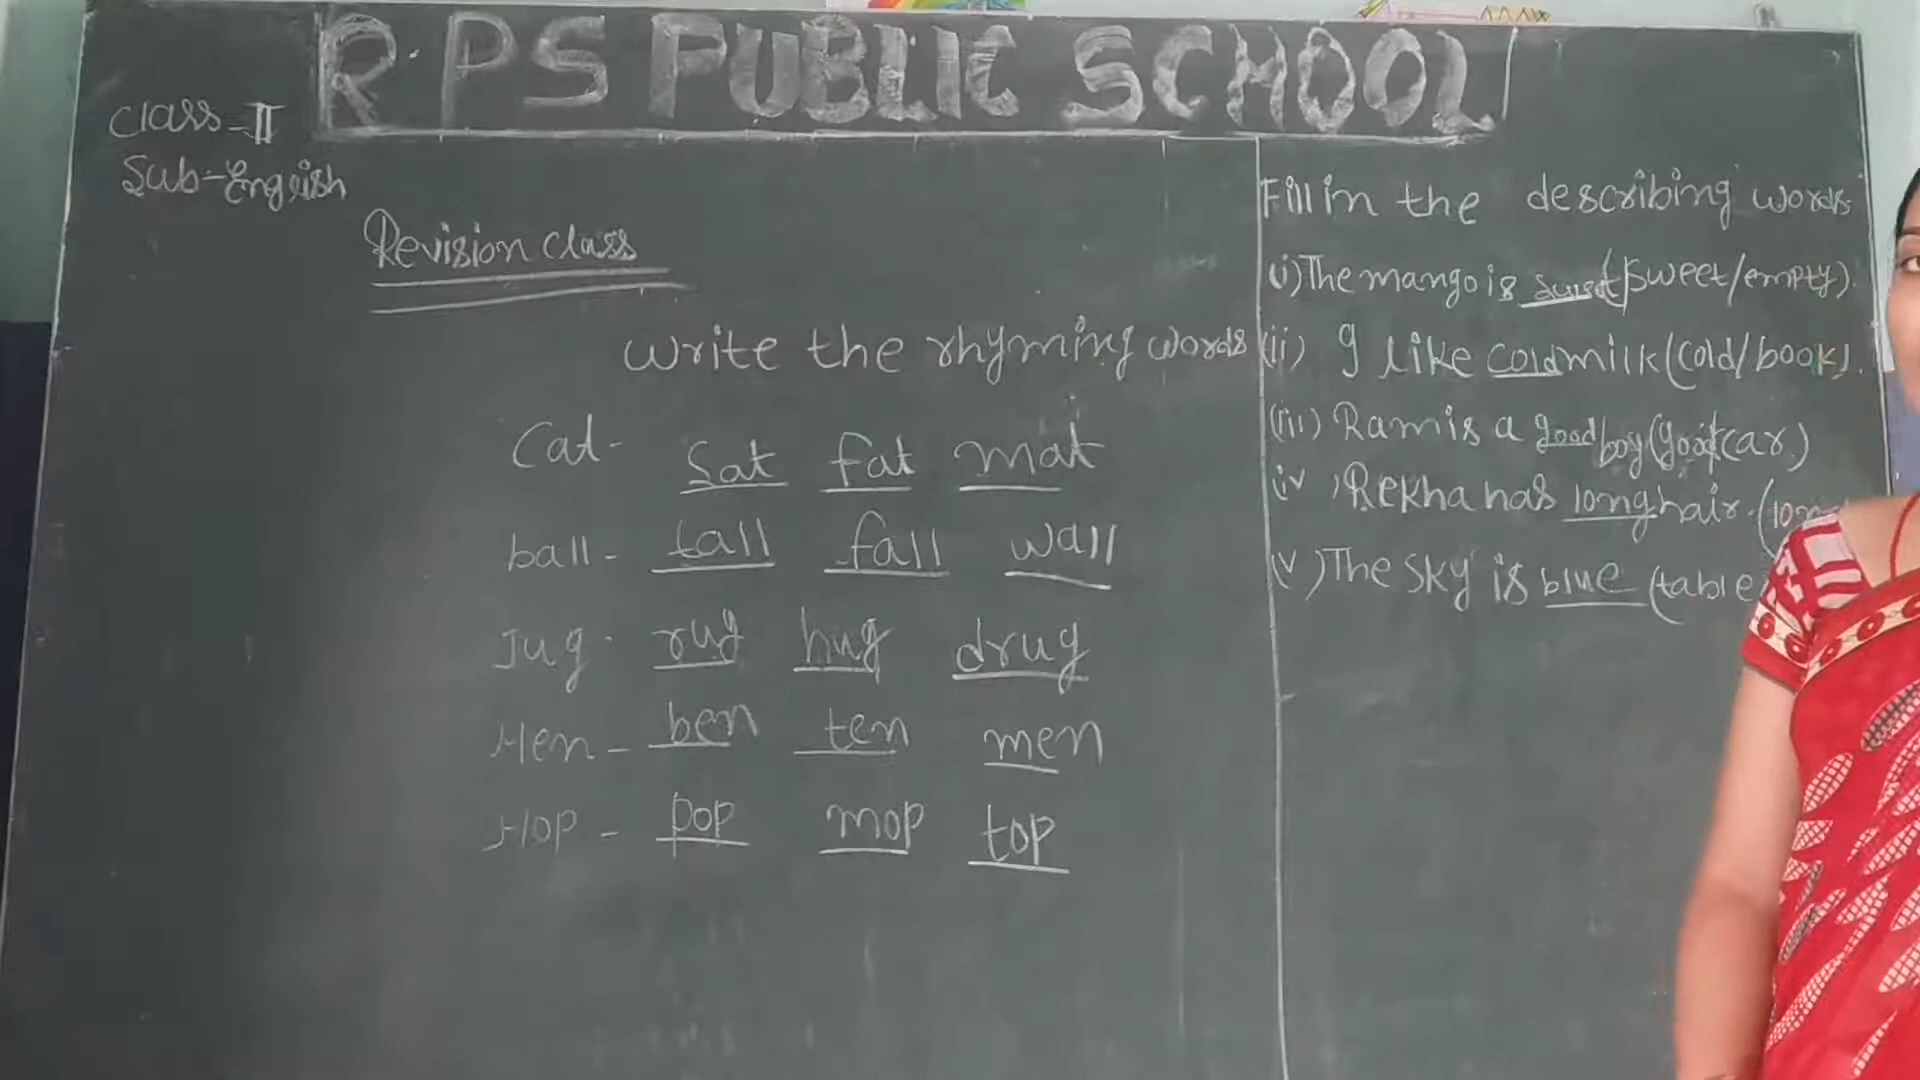 R.P S PUBLIC SCHOOL
Class-II
Sub-English
Revision class
Write the rhyming words
Cat- Sat fat mat
ball- tall fall wall
Jug- rug hug drug
Hen- ben ten men
Hop- pop mop top
Fill in the describing words
(i) The mango is sweet (sweet/empty).
(ii) I like cold milk (cold/book).
(iii) Ram is a good boy (good/car.)
(iv) Rekha has long hair. (long
(v) The sky is blue (table